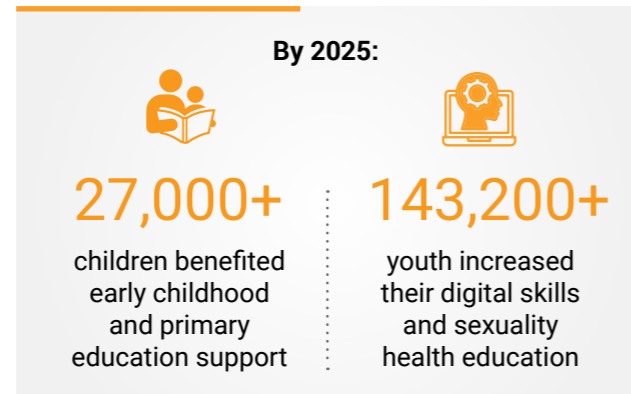 By 2025:
27,000+
children benefited
early childhood
and primary
education support
143,200+
youth increased
their digital skills
and sexuality
health education